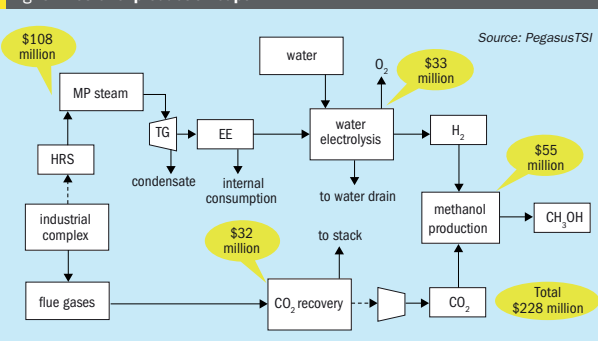 $108
million
Source: PegasusTSI
water
O₂
$33
million
MP steam
TG
EE
water
electrolysis
H₂
$55
million
HRS
condensate
internal
consumption
to water drain
methanol
production
CH₃OH
industrial
complex
$32
million
to stack
flue gases
CO₂ recovery
CO₂
Total
$228 million